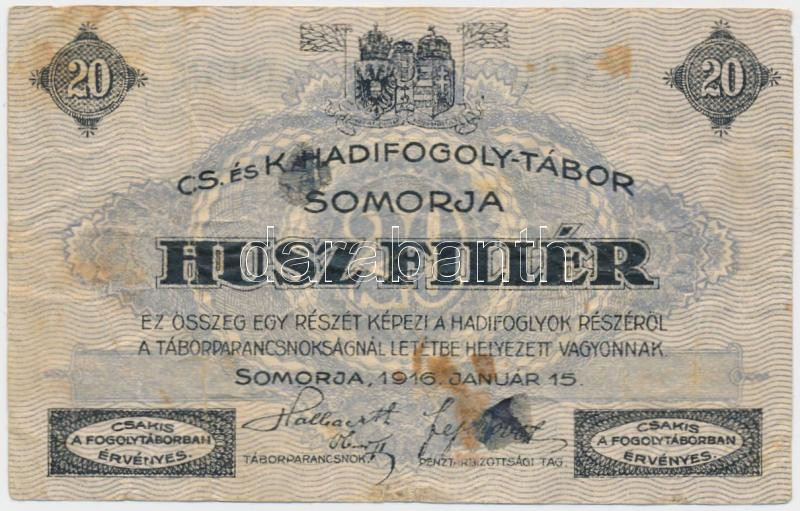 20
20
C.S. és K. HADIFOGOLY-TÁBOR
SOMORJA
HUSZ FILLÉR
20
darabanth.com
EZ ÖSSZEG EGY RÉSZÉT KÉPEZI A HADIFOGLYOK RÉSZÉRŐL
A TÁBORPARANCSNOKSÁGNÁL LETÉTBE HELYEZETT VAGYONNAK.
SOMORJA, 1916. JANUÁR 15.
CSAKIS
A FOGOLYTÁBORBAN
ÉRVÉNYES.
TÁBORPARANCSNOK.
PÉNZTÁRBIZOTTSÁGI TAG.
CSAKIS
A FOGOLYTÁBORBAN
ÉRVÉNYES.